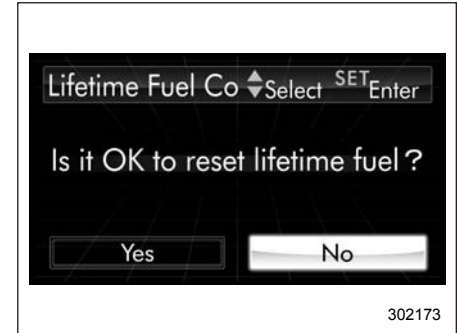 Lifetime Fuel Co Select SET Enter
Is it OK to reset lifetime fuel?
Yes No
302173